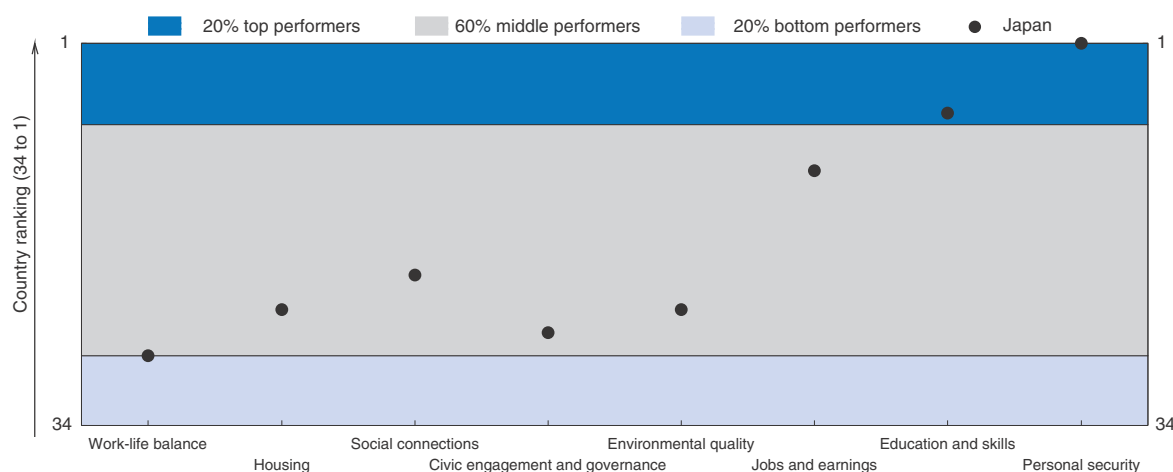 20% top performers 60% middle performers 20% bottom performers Japan
1 1
Country ranking (34 to 1)
34 34
Work-life balance Social connections Environmental quality Education and skills
Housing Civic engagement and governance Jobs and earnings Personal security